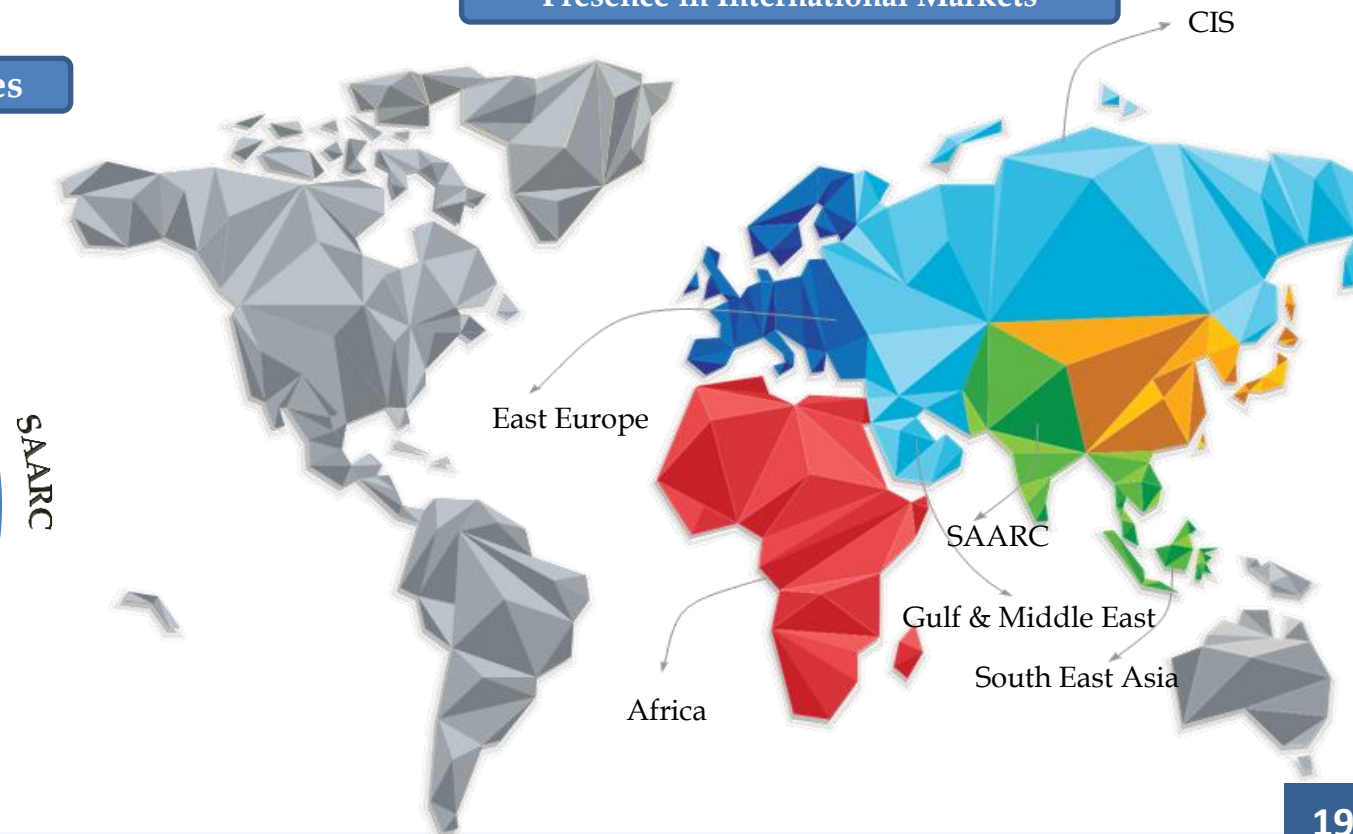 Presence in International Markets
CIS
es
East Europe
SAARC
SAARC
Gulf & Middle East
South East Asia
Africa
19